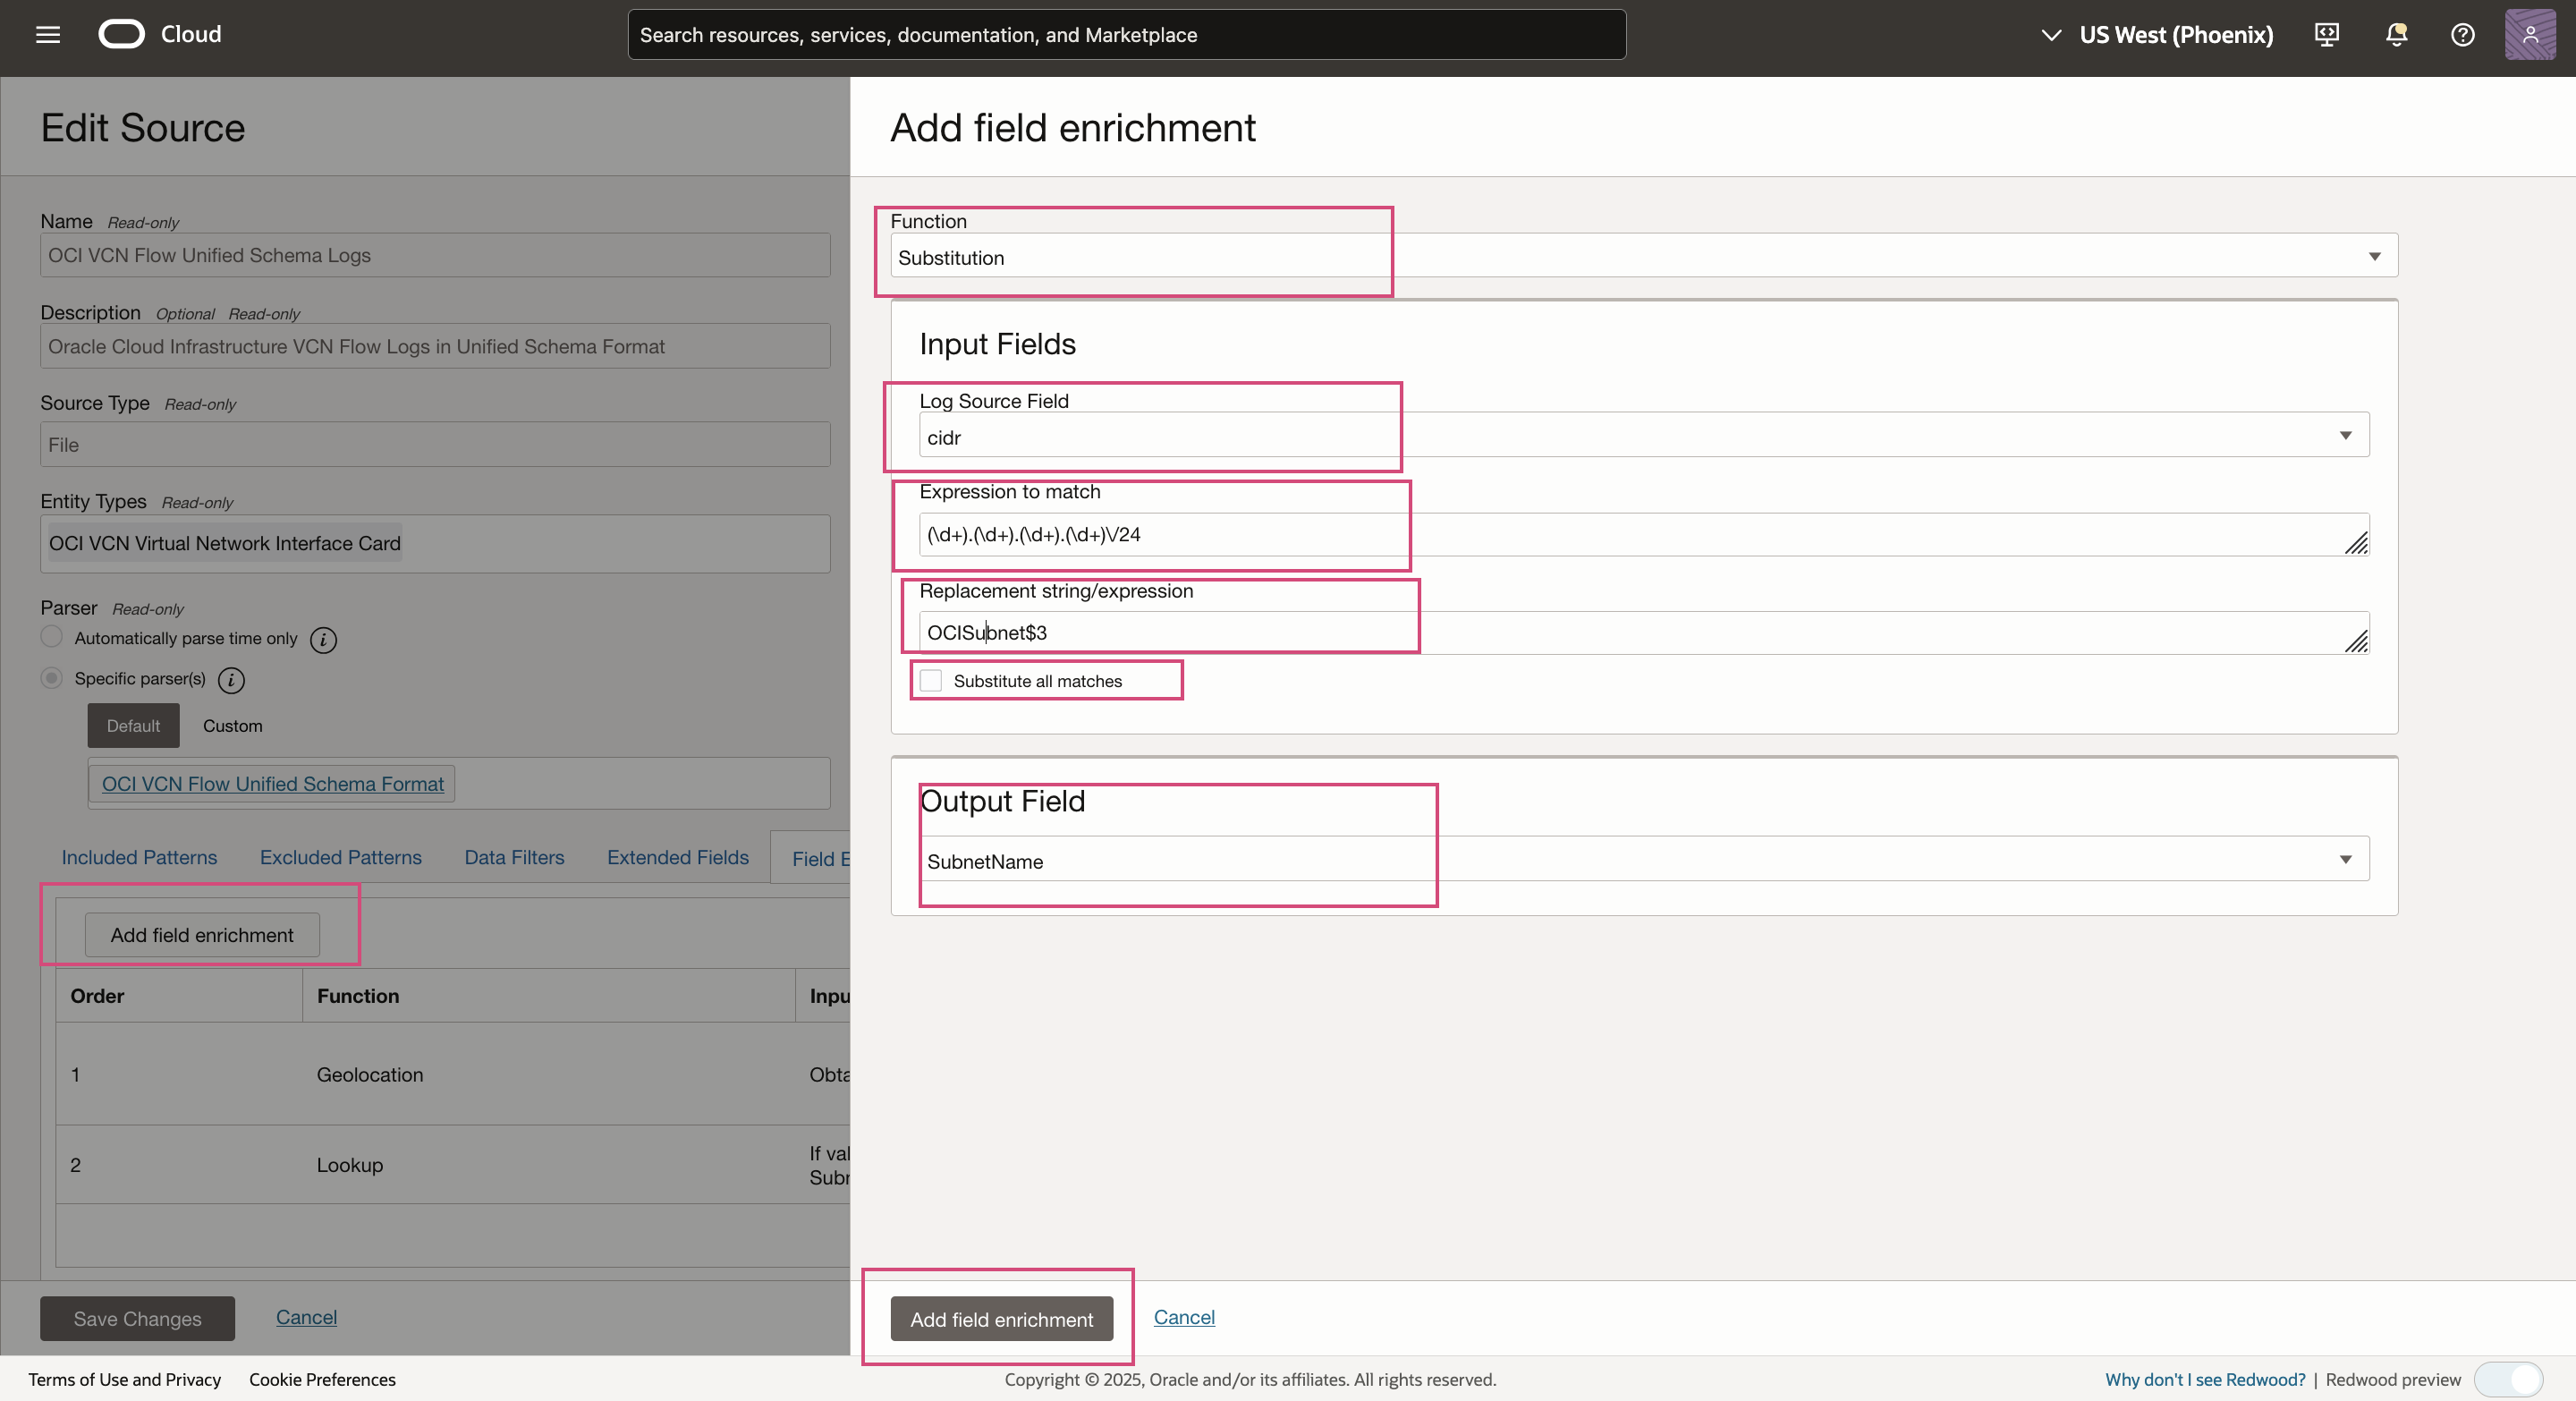 Cloud
Search resources, services, documentation, and Marketplace
US West (Phoenix)
Edit Source
Name Read-only
OCI VCN Flow Unified Schema Logs
Description Optional Read-only
Oracle Cloud Infrastructure VCN Flow Logs in Unified Schema Format
Source Type Read-only
File
Entity Types Read-only
OCI VCN Virtual Network Interface Card
Parser Read-only
Automatically parse time only
Specific parser(s)
Default Custom
OCI VCN Flow Unified Schema Format
Included Patterns Excluded Patterns Data Filters Extended Fields Field E
Add field enrichment
Order Function Inpu
1 Geolocation Obta
2 Lookup If val
Subn
Save Changes Cancel
Add field enrichment
Function
Substitution
Input Fields
Log Source Field
cidr
Expression to match
(\d+).(\d+).(\d+).(\d+)\/24
Replacement string/expression
OCISubnet$3
Substitute all matches
Output Field
SubnetName
Add field enrichment Cancel
Terms of Use and Privacy Cookie Preferences
Copyright © 2025, Oracle and/or its affiliates. All rights reserved.
Why don't I see Redwood? | Redwood preview